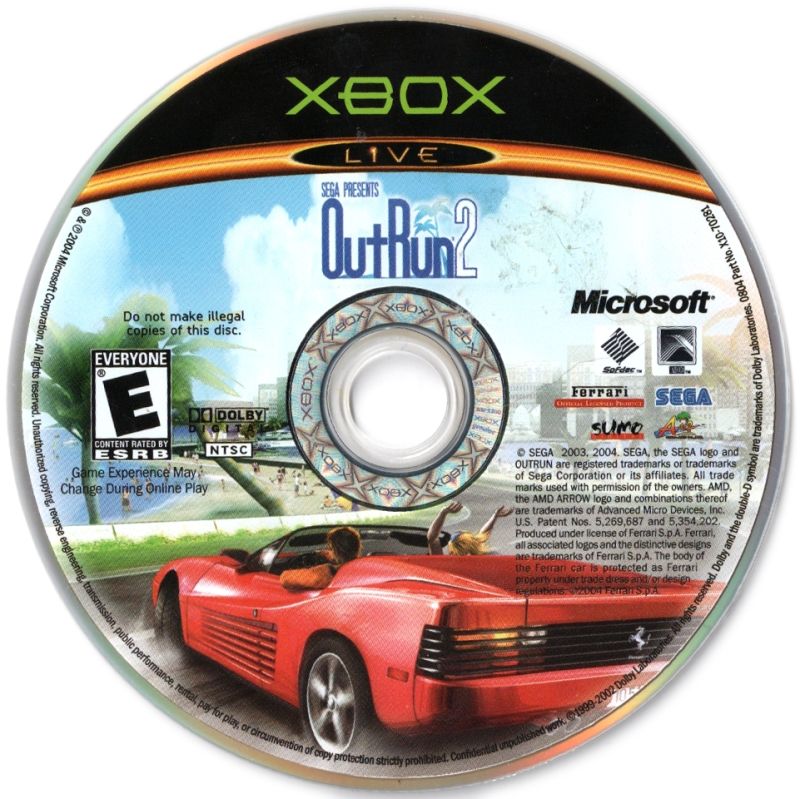 XBOX
LIVE
SEGA PRESENTS
OutRun2
Do not make illegal
copies of this disc.
EVERYONE
E
CONTENT RATED BY
ESRB
Game Experience May
Change During Online Play
DOLBY
DIGITAL
NTSC
XBOX
Microsoft®
Sofdec™
Ferrari
OFFICIAL LICENSED PRODUCT
SEGA
sumo
© SEGA 2003, 2004. SEGA, the SEGA logo and
OUTRUN are registered trademarks or trademarks
of Sega Corporation or its affiliates. All trade
marks used with permission of the owners. AMD,
the AMD ARROW logo and combinations thereof
are trademarks of Advanced Micro Devices, Inc.
U.S. Patent Nos. 5,269,687 and 5,354,202.
Produced under license of Ferrari S.p.A. Ferrari,
all associated logos and the distinctive designs
are trademarks of Ferrari S.p.A. The body of
the Ferrari car is protected as Ferrari
property under trade dress and/or design
regulations. ©2004 Ferrari S.p.A.
© & ℗ 2004 Microsoft Corporation. All rights reserved. Unauthorized copying, reverse engineering, transmission, public performance, rental, pay for play, or circumvention of copy protection strictly prohibited. Confidential unpublished work. ©1999-2002 Dolby Laboratories. All rights reserved. Dolby and the double-D symbol are trademarks of Dolby Laboratories. 0804 Part No. X10-70281